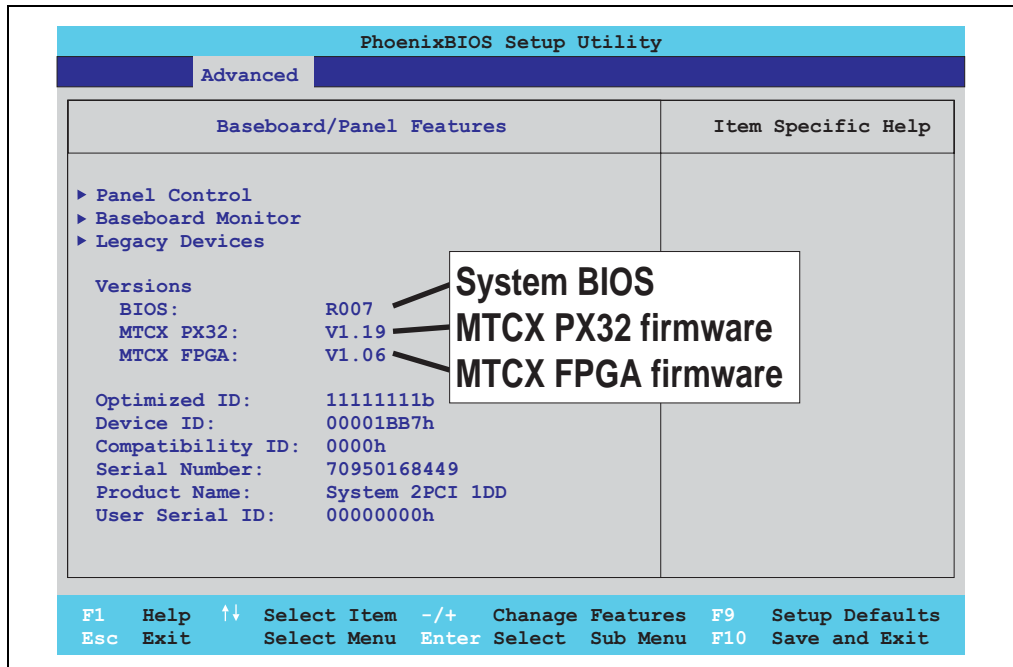 PhoenixBIOS Setup Utility
Advanced
Baseboard/Panel Features
Item Specific Help
Panel Control
Baseboard Monitor
Legacy Devices
Versions
BIOS: R007
MTCX PX32: V1.19
MTCX FPGA: V1.06
System BIOS
MTCX PX32 firmware
MTCX FPGA firmware
Optimized ID: 11111111b
Device ID: 00001BB7h
Compatibility ID: 0000h
Serial Number: 70950168449
Product Name: System 2PCI 1DD
User Serial ID: 00000000h
F1 Help ↑↓ Select Item -/+ Chanage Features F9 Setup Defaults
Esc Exit Select Menu Enter Select Sub Menu F10 Save and Exit